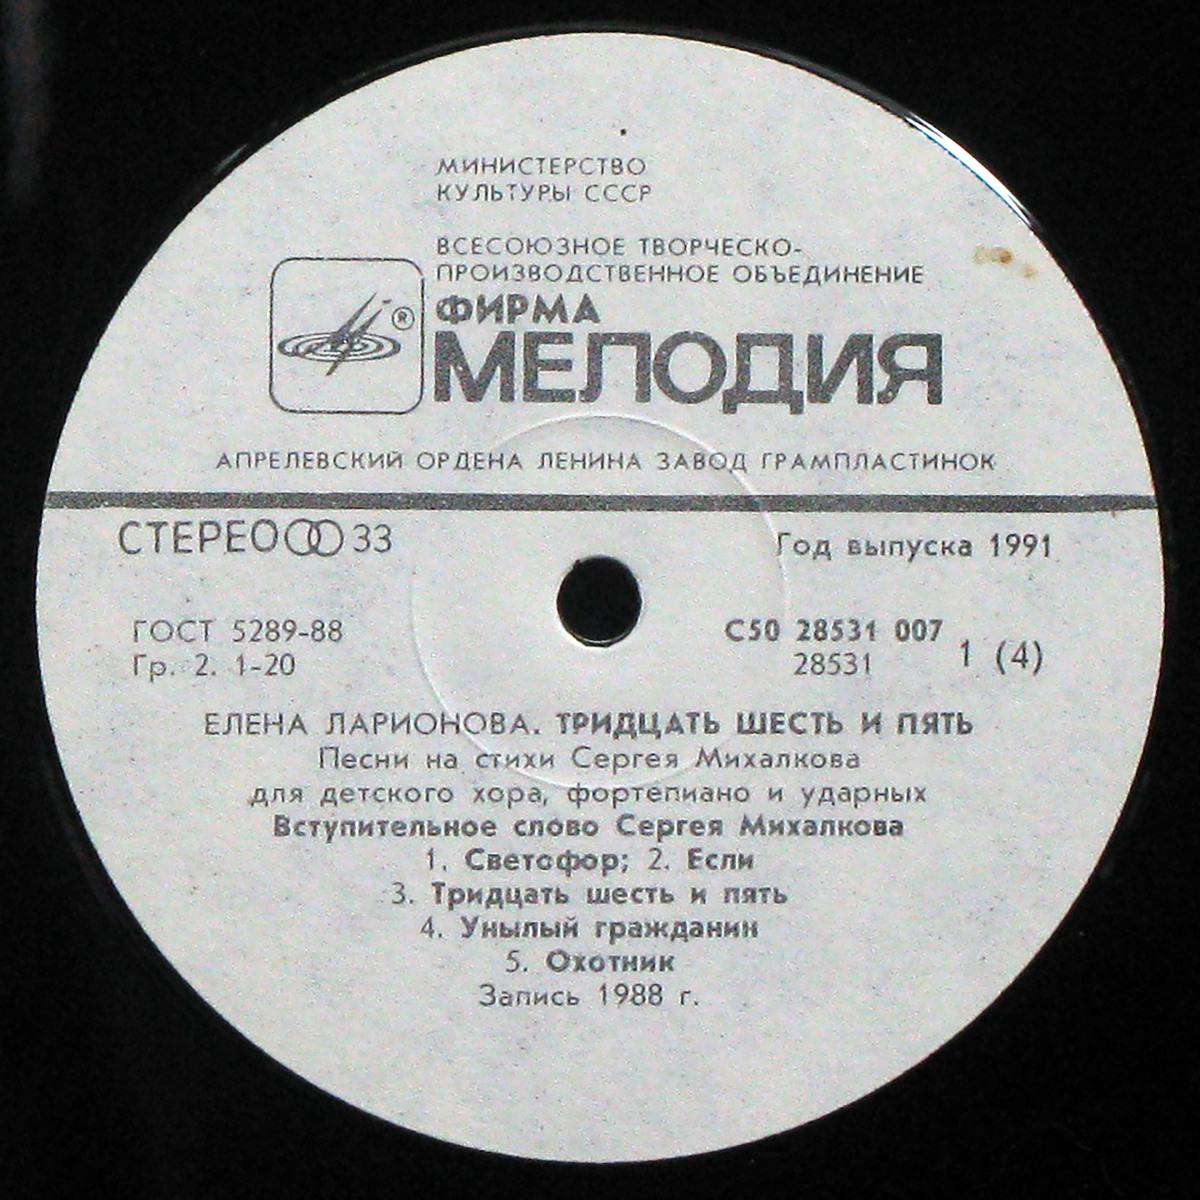 МИНИСТЕРСТВО
КУЛЬТУРЫ СССР
ВСЕСОЮЗНОЕ ТВОРЧЕСКО-
ПРОИЗВОДСТВЕННОЕ ОБЪЕДИНЕНИЕ
ФИРМА
®
МЕЛОДИЯ
АПРЕЛЕВСКИЙ ОРДЕНА ЛЕНИНА ЗАВОД ГРАМПЛАСТИНОК
СТЕРЕО 33
Год выпуска 1991
ГОСТ 5289-88
Гр. 2. 1-20
С50 28531 007
28531
1 (4)
ЕЛЕНА ЛАРИОНОВА. ТРИДЦАТЬ ШЕСТЬ И ПЯТЬ
Песни на стихи Сергея Михалкова
для детского хора, фортепиано и ударных
Вступительное слово Сергея Михалкова
1. Светофор; 2. Если
3. Тридцать шесть и пять
4. Унылый гражданин
5. Охотник
Запись 1988 г.